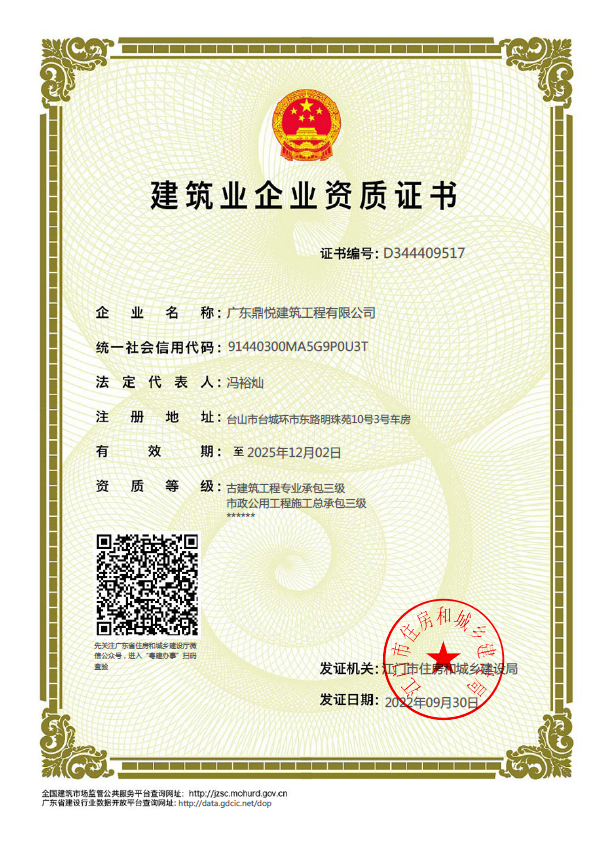 建筑业企业资质证书
证书编号: D344409517
企业名称: 广东鼎悦建筑工程有限公司
统一社会信用代码: 91440300MA5G9P0U3T
法定代表人: 冯裕灿
注册地址: 台山市台城环市东路明珠苑10号3号车房
有效期: 至 2025年12月02日
资质等级: 古建筑工程专业承包三级
市政公用工程施工总承包三级
******
先关注广东省住房和城乡建设厅微
信公众号，进入“粤建办事”扫码
查验
江门市住房和城乡建设局
发证机关: 江门市住房和城乡建设局
发证日期: 2022年09月30日
全国建筑市场监管公共服务平台查询网址: http://jzsc.mohurd.gov.cn
广东省建设行业数据开放平台查询网址: http://data.gdcic.net/dop